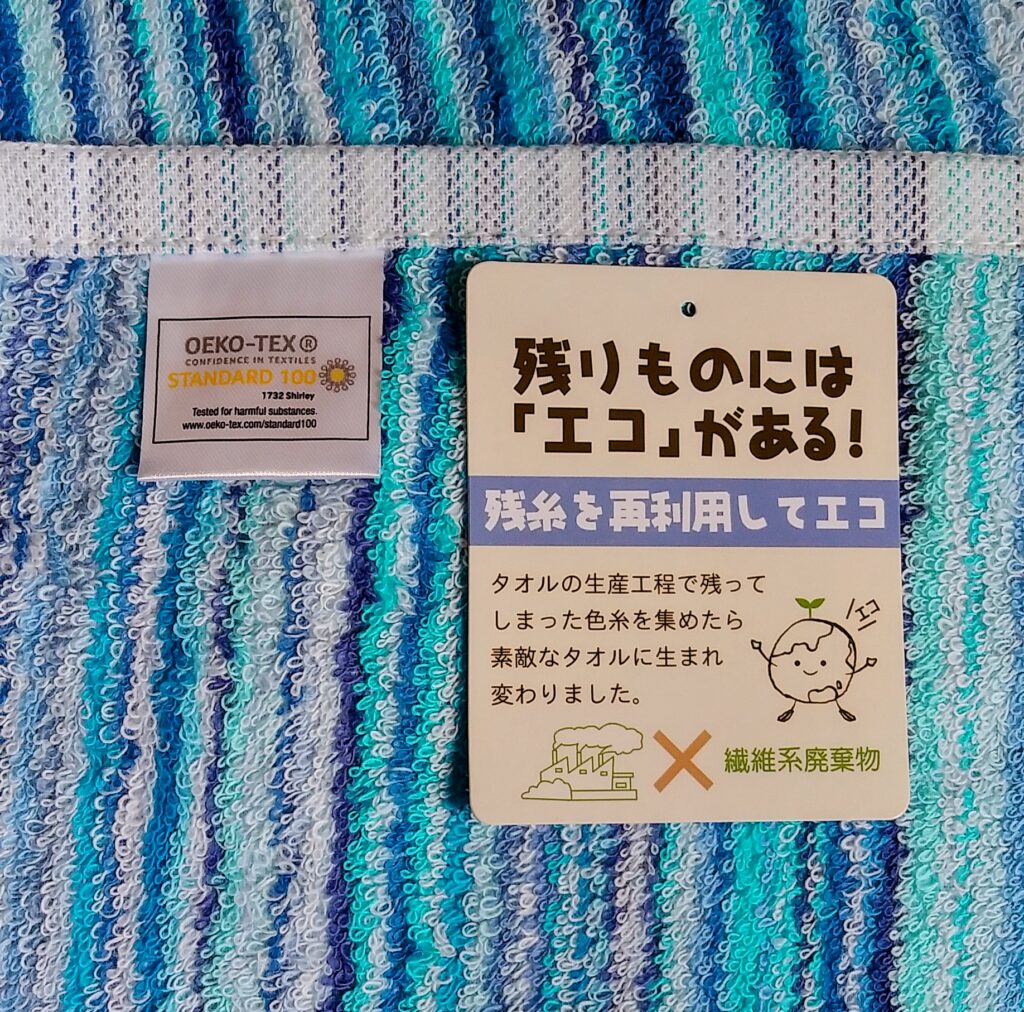 OEKO-TEX®
CONFIDENCE IN TEXTILES
STANDARD 100
1732 Shirley
Tested for harmful substances.
www.oeko-tex.com/standard100
残りものには
「エコ」がある!
残糸を再利用してエコ
タオルの生産工程で残って
しまった色糸を集めたら
素敵なタオルに生まれ
変わりました。
エコ
繊維系廃棄物